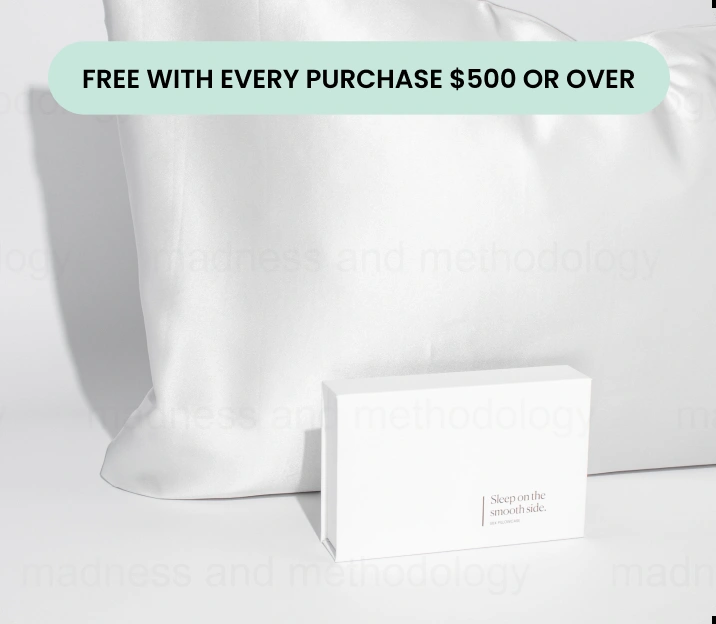 FREE WITH EVERY PURCHASE $500 OR OVER
madness and methodology
madness and methodology
Sleep on the
smooth side.
madness and methodology